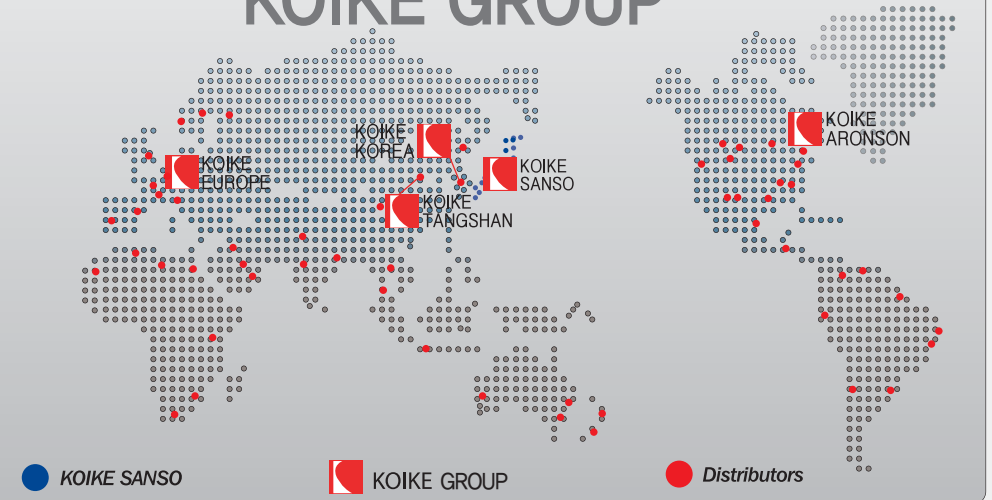 KOIKE GROUP
KOIKE
KOREA
KOIKE
ARONSON
KOIKE
EUROPE
KOIKE
SANSO
KOIKE
TANGSHAN
KOIKE SANSO
KOIKE GROUP
Distributors